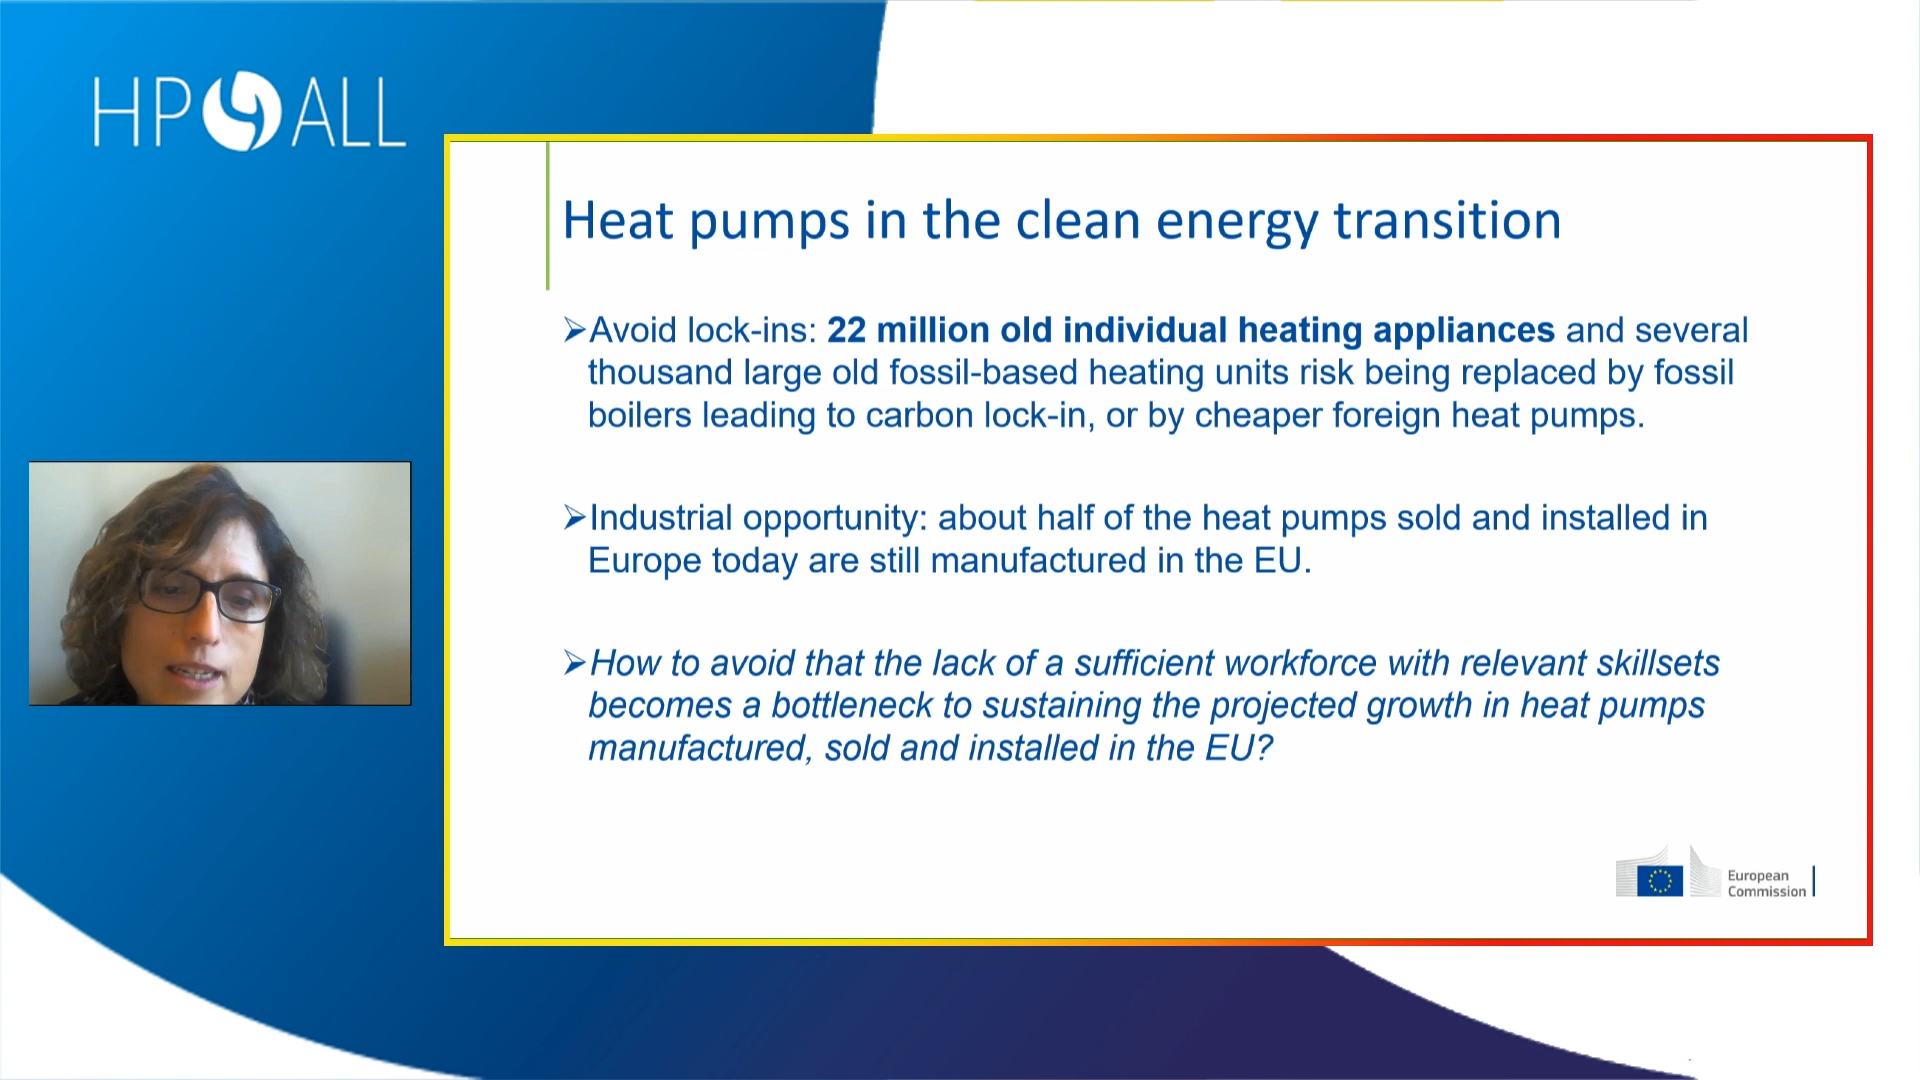 HP4ALL
Heat pumps in the clean energy transition
➢Avoid lock-ins: 22 million old individual heating appliances and several
thousand large old fossil-based heating units risk being replaced by fossil
boilers leading to carbon lock-in, or by cheaper foreign heat pumps.
➢Industrial opportunity: about half of the heat pumps sold and installed in
Europe today are still manufactured in the EU.
➢How to avoid that the lack of a sufficient workforce with relevant skillsets
becomes a bottleneck to sustaining the projected growth in heat pumps
manufactured, sold and installed in the EU?
European
Commission